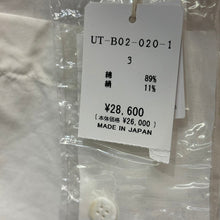 UT-B02-020-1
3
綿 89%
絹 11%
¥28,600
(本体価格 ¥26,000)
MADE IN JAPAN